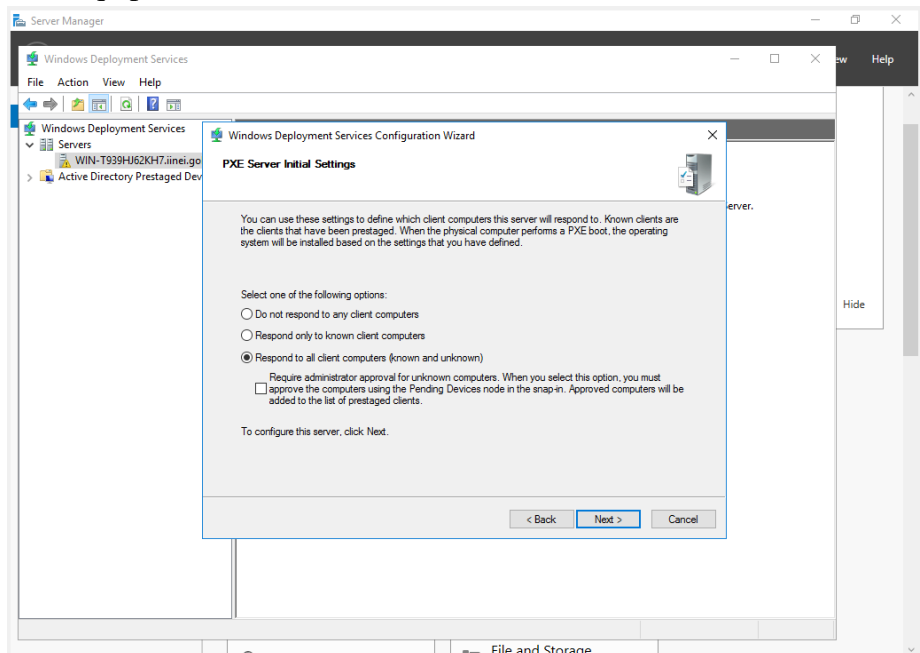 Server Manager
Windows Deployment Services
ew Help
File Action View Help
Windows Deployment Services
Servers
WIN-T939HJ62KH7.iinei.go
Active Directory Prestaged Dev
Windows Deployment Services Configuration Wizard
PXE Server Initial Settings
erver.
You can use these settings to define which client computers this server will respond to. Known clients are
the clients that have been prestaged. When the physical computer performs a PXE boot, the operating
system will be installed based on the settings that you have defined.
Select one of the following options:
Do not respond to any client computers
Hide
Respond only to known client computers
Respond to all client computers (known and unknown)
Require administrator approval for unknown computers. When you select this option, you must
approve the computers using the Pending Devices node in the snap-in. Approved computers will be
added to the list of prestaged clients.
To configure this server, click Next.
< Back Next > Cancel
File and Storage